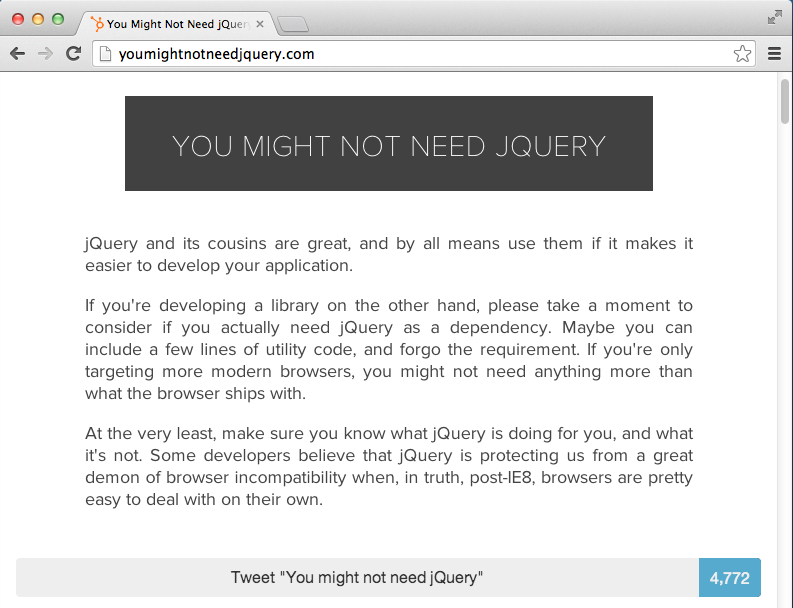 You Might Not Need jQuer
youmightnotneedjquery.com
YOU MIGHT NOT NEED JQUERY
jQuery and its cousins are great, and by all means use them if it makes it
easier to develop your application.
If you're developing a library on the other hand, please take a moment to
consider if you actually need jQuery as a dependency. Maybe you can
include a few lines of utility code, and forgo the requirement. If you're only
targeting more modern browsers, you might not need anything more than
what the browser ships with.
At the very least, make sure you know what jQuery is doing for you, and what
it's not. Some developers believe that jQuery is protecting us from a great
demon of browser incompatibility when, in truth, post-IE8, browsers are pretty
easy to deal with on their own.
Tweet "You might not need jQuery" 4,772